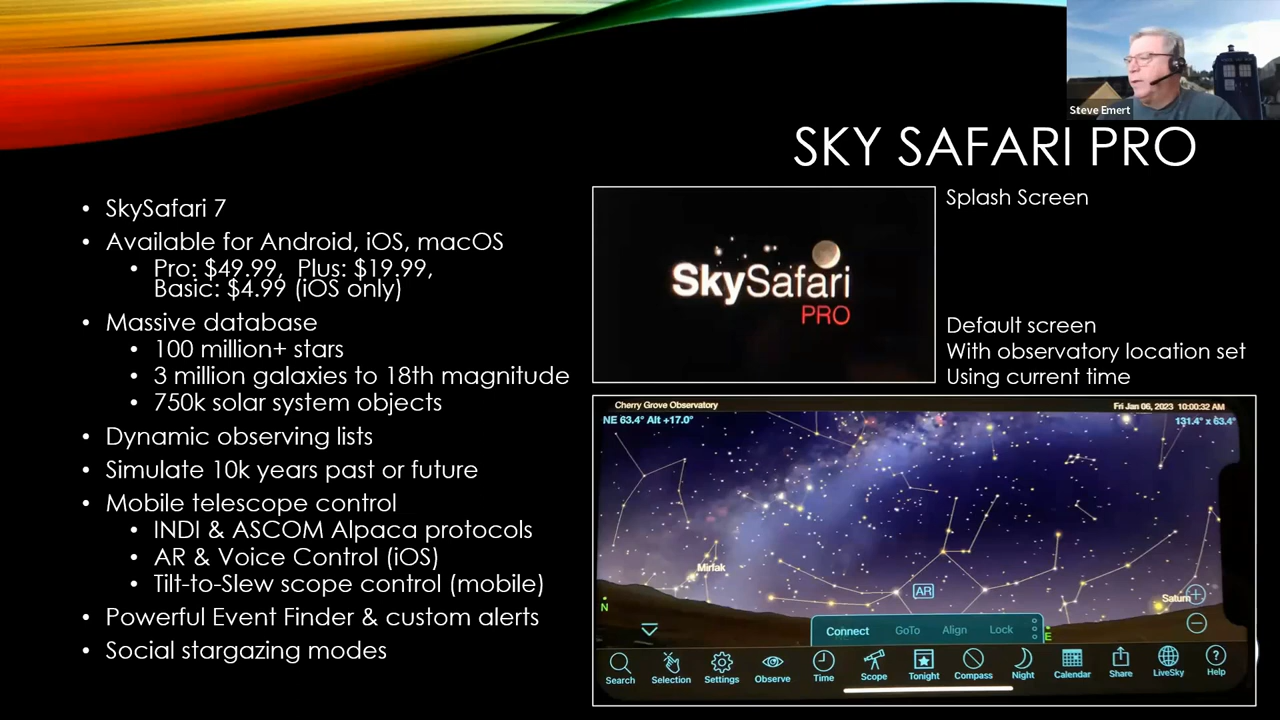 Steve Emert
SKY SAFARI PRO
• SkySafari 7
• Available for Android, iOS, macOS
• Pro: $49.99, Plus: $19.99,
Basic: $4.99 (iOS only)
• Massive database
• 100 million+ stars
• 3 million galaxies to 18th magnitude
• 750k solar system objects
• Dynamic observing lists
• Simulate 10k years past or future
• Mobile telescope control
• INDI & ASCOM Alpaca protocols
• AR & Voice Control (iOS)
• Tilt-to-Slew scope control (mobile)
• Powerful Event Finder & custom alerts
• Social stargazing modes
SkySafari
PRO
Splash Screen
Default screen
With observatory location set
Using current time
Cherry Grove Observatory
Fri Jan 06, 2023 10:00:32 AM
NE 63.4° Alt +17.0°
131.4° x 63.4°
Mirfak
AR
Saturn
N
E
Connect GoTo Align Lock
Search Selection Settings Observe Time Scope Tonight Compass Night Calendar Share LiveSky Help